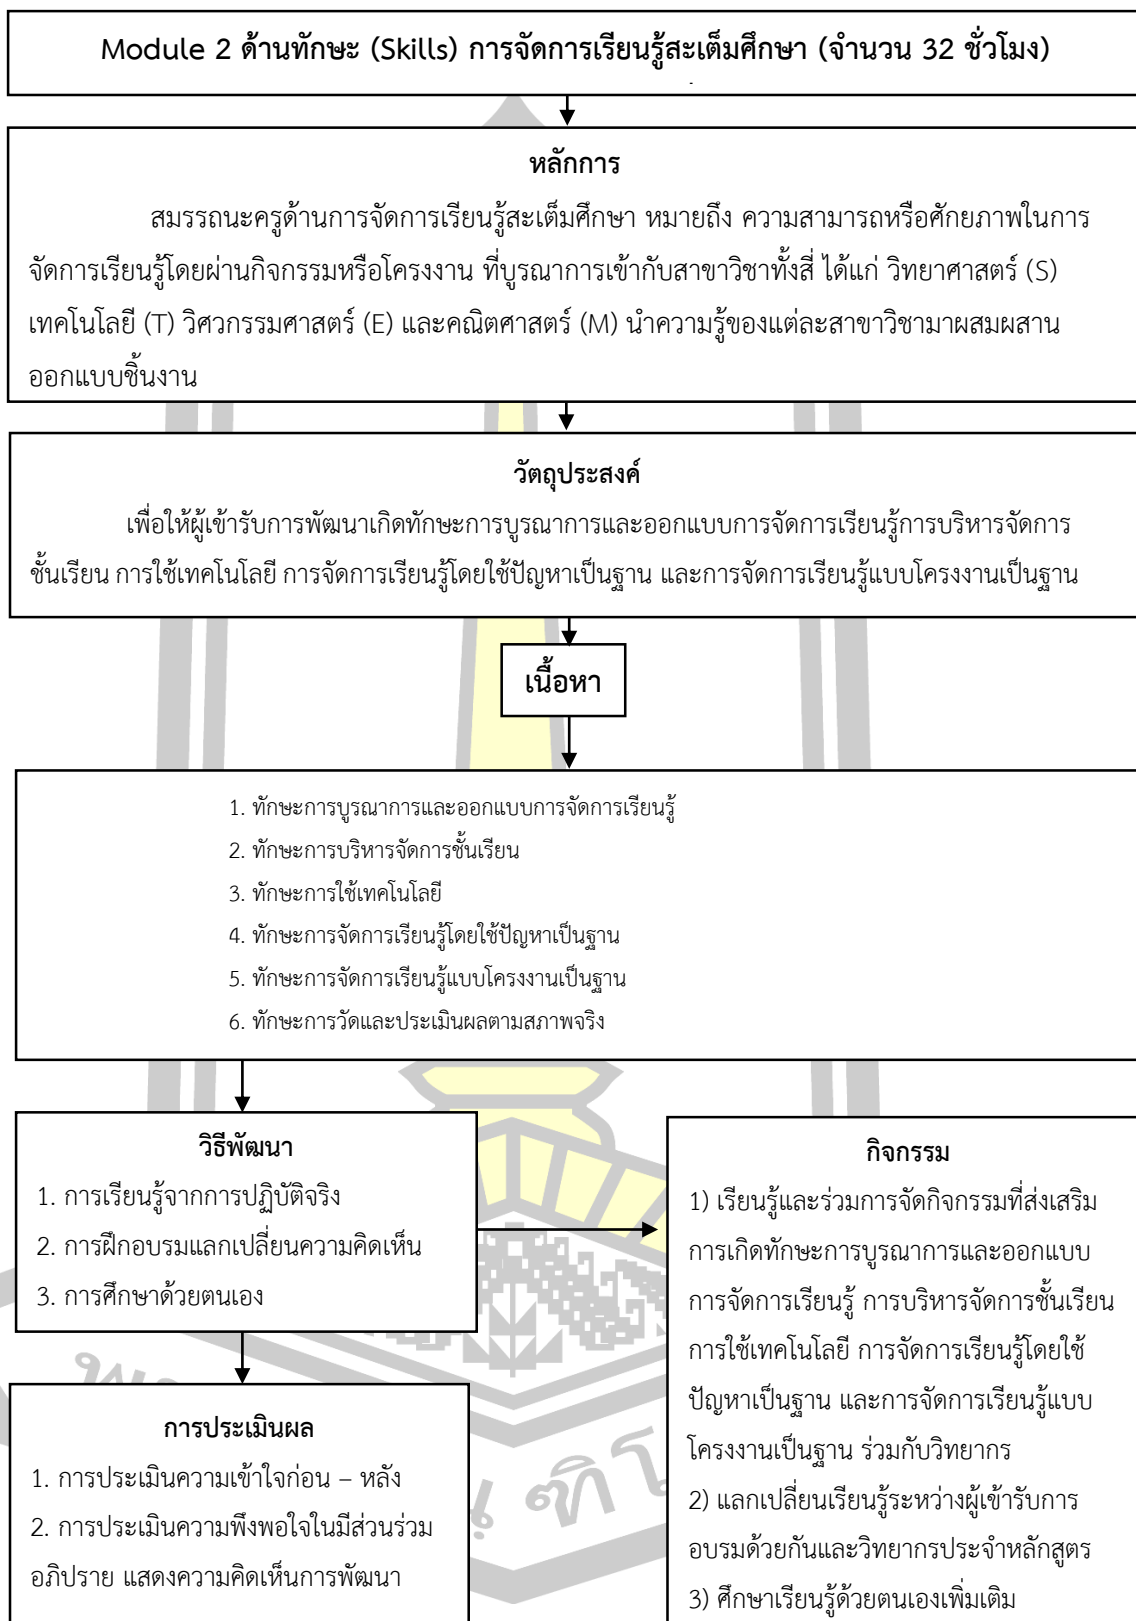 Module 2 ด้านทักษะ (Skills) การจัดการเรียนรู้สะเต็มศึกษา (จำนวน 32 ชั่วโมง)
หลักการ
สมรรถนะครูด้านการจัดการเรียนรู้สะเต็มศึกษา หมายถึง ความสามารถหรือศักยภาพในการ
จัดการเรียนรู้โดยผ่านกิจกรรมหรือโครงงาน ที่บูรณาการเข้ากับสาขาวิชาทั้งสี่ ได้แก่ วิทยาศาสตร์ (S)
เทคโนโลยี (T) วิศวกรรมศาสตร์ (E) และคณิตศาสตร์ (M) นำความรู้ของแต่ละสาขาวิชามาผสมผสาน
ออกแบบชิ้นงาน
วัตถุประสงค์
เพื่อให้ผู้เข้ารับการพัฒนาเกิดทักษะการบูรณาการและออกแบบการจัดการเรียนรู้การบริหารจัดการ
ชั้นเรียน การใช้เทคโนโลยี การจัดการเรียนรู้โดยใช้ปัญหาเป็นฐาน และการจัดการเรียนรู้แบบโครงงานเป็นฐาน
เนื้อหา
1. ทักษะการบูรณาการและออกแบบการจัดการเรียนรู้
2. ทักษะการบริหารจัดการชั้นเรียน
3. ทักษะการใช้เทคโนโลยี
4. ทักษะการจัดการเรียนรู้โดยใช้ปัญหาเป็นฐาน
5. ทักษะการจัดการเรียนรู้แบบโครงงานเป็นฐาน
6. ทักษะการวัดและประเมินผลตามสภาพจริง
วิธีพัฒนา
1. การเรียนรู้จากการปฏิบัติจริง
2. การฝึกอบรมแลกเปลี่ยนความคิดเห็น
3. การศึกษาด้วยตนเอง
กิจกรรม
1) เรียนรู้และร่วมการจัดกิจกรรมที่ส่งเสริม
การเกิดทักษะการบูรณาการและออกแบบ
การจัดการเรียนรู้ การบริหารจัดการชั้นเรียน
การใช้เทคโนโลยี การจัดการเรียนรู้โดยใช้
ปัญหาเป็นฐาน และการจัดการเรียนรู้แบบ
โครงงานเป็นฐาน ร่วมกับวิทยากร
2) แลกเปลี่ยนเรียนรู้ระหว่างผู้เข้ารับการ
อบรมด้วยกันและวิทยากรประจำหลักสูตร
3) ศึกษาเรียนรู้ด้วยตนเองเพิ่มเติม
การประเมินผล
1. การประเมินความเข้าใจก่อน – หลัง
2. การประเมินความพึงพอใจในมีส่วนร่วม
อภิปราย แสดงความคิดเห็นการพัฒนา